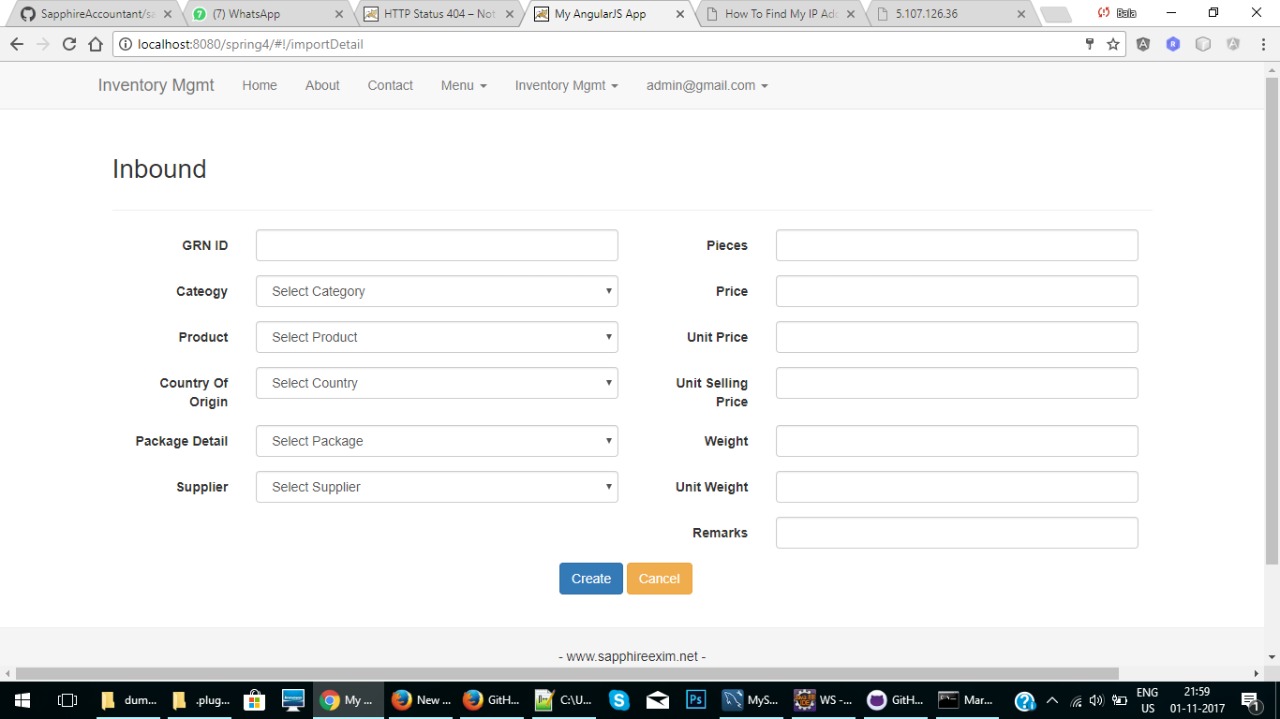 SapphireAccountant/sa
(7) WhatsApp
HTTP Status 404 – Not
My AngularJS App
How To Find My IP Add
5.107.126.36
Bala
localhost:8080/spring4/#!/importDetail
Inventory Mgmt
Home
About
Contact
Menu
Inventory Mgmt
admin@gmail.com
Inbound
GRN ID
Pieces
Cateogy
Select Category
Price
Product
Select Product
Unit Price
Country Of
Origin
Select Country
Unit Selling
Price
Package Detail
Select Package
Weight
Supplier
Select Supplier
Unit Weight
Remarks
Create
Cancel
- www.sapphireexim.net -
dum...
.plug...
My ...
New ...
GitH...
C:\U...
MyS...
WS -...
GitH...
Mar...
ENG
US
21:59
01-11-2017